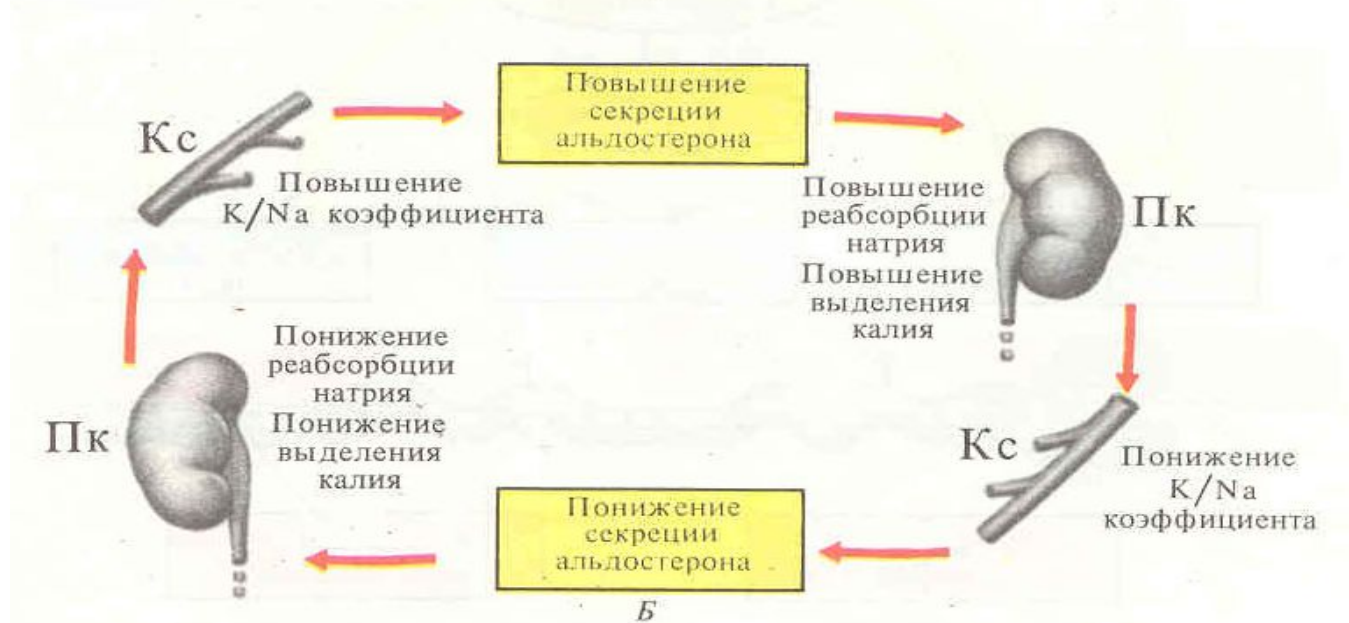 Повышение
секреции
альдостерона
Кс
Повышение
K/Na коэффициента
Повышение
реабсорбции
натрия
Повышение
выделения
калия
Пк
Понижение
реабсорбции
натрия
Понижение
выделения
калия
Пк
Кс
Понижение
K/Na
коэффициента
Понижение
секреции
альдостерона
Б